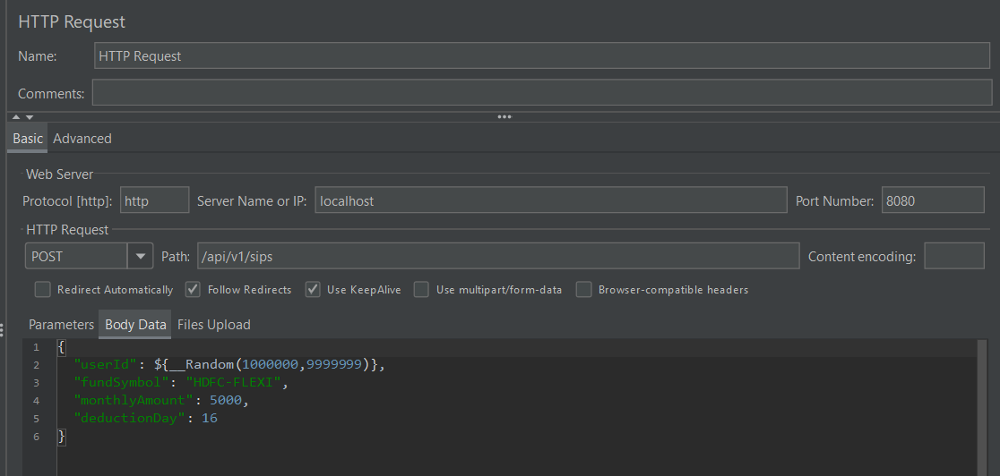 HTTP Request
Name: HTTP Request
Comments:
Basic Advanced
Web Server
Protocol [http]: http Server Name or IP: localhost Port Number: 8080
HTTP Request
POST Path: /api/v1/sips Content encoding:
Redirect Automatically Follow Redirects Use KeepAlive Use multipart/form-data Browser-compatible headers
Parameters Body Data Files Upload
1 {
2 "userId": ${__Random(1000000,9999999)},
3 "fundSymbol": "HDFC-FLEXI",
4 "monthlyAmount": 5000,
5 "deductionDay": 16
6 }